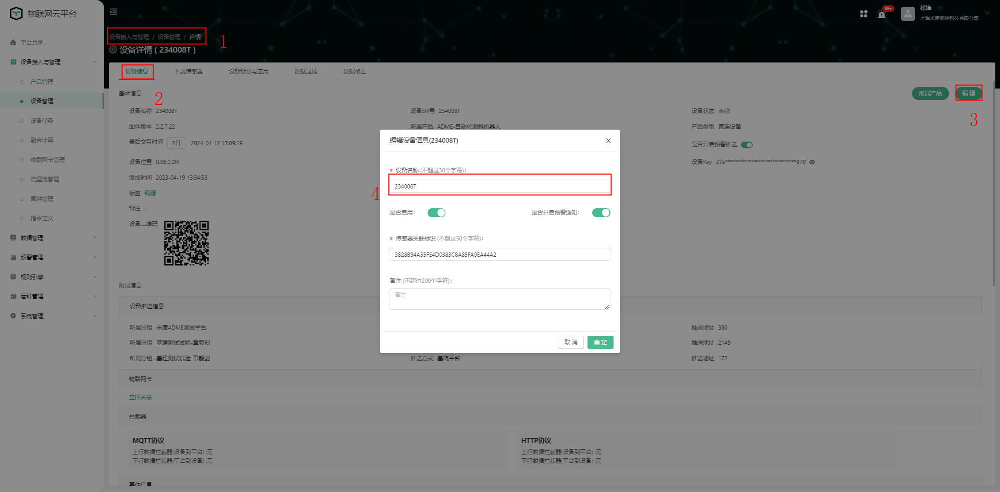 物联网云平台
99+
徐锋
上海米度测控科技有限公司
平台总览
设备接入与管理
产品管理
设备管理
设备任务
融合计算
物联网卡管理
流量池管理
固件管理
指令定义
数据管理
预警管理
规则引擎
运维管理
系统管理
设备接入与管理 / 设备管理 / 详情
1
设备详情 ( 234008T )
设备信息 下属传感器 设备备份与应用 数据过滤 数据修正
2
基础信息
所属产品 编辑
3
设备名称 234008T 设备SN号 234008T 设备状态 离线
固件版本 2.2.7.22 所属产品 ADME-自动化测斜机器人 产品类型 直连设备
最后交互时间 2日 2024-04-12 17:09:19 是否开启预警推送
设备位置 0.0E,0.0N 设备Key 27e******************************979
添加时间 2023-04-19 13:34:58
标签 编辑
备注 --
设备二维码
编辑设备信息(234008T) X
* 设备名称 (不超过30个字符):
234008T
4
是否启用: 是否开启预警通知:
* 传感器关联标识 (不超过50个字符):
3828B94A55FE4D0383C8A85FA0EA44A2
备注 (不超过200个字符):
备注
取消 确定
附属信息
设备推送信息
所属分组 米度ADME测试平台 推送地址 380
所属分组 基建测试试验-章毅创 推送地址 2149
所属分组 基建测试试验-章毅创 推送方式 基坑平台 推送地址 172
物联网卡
立即关联
拦截器
MQTT协议 HTTP协议
上行数据拦截器(设备到平台) :无 上行数据拦截器(设备到平台) :无
下行数据拦截器(平台到设备) :无 下行数据拦截器(平台到设备) :无
其他信息